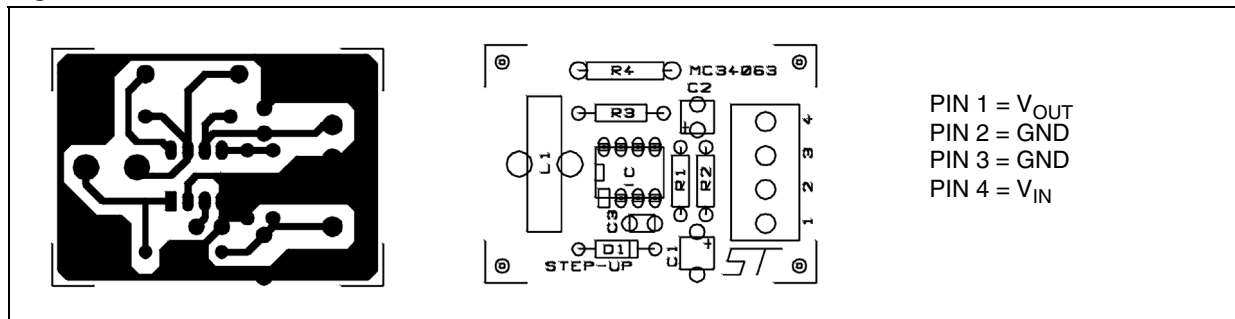 R4
MC34063
C2
R3
+
4
3
2
1
L1
IC
R1
R2
C3
D1
C1
+
STEP-UP
ST
PIN 1 = VOUT
PIN 2 = GND
PIN 3 = GND
PIN 4 = VIN